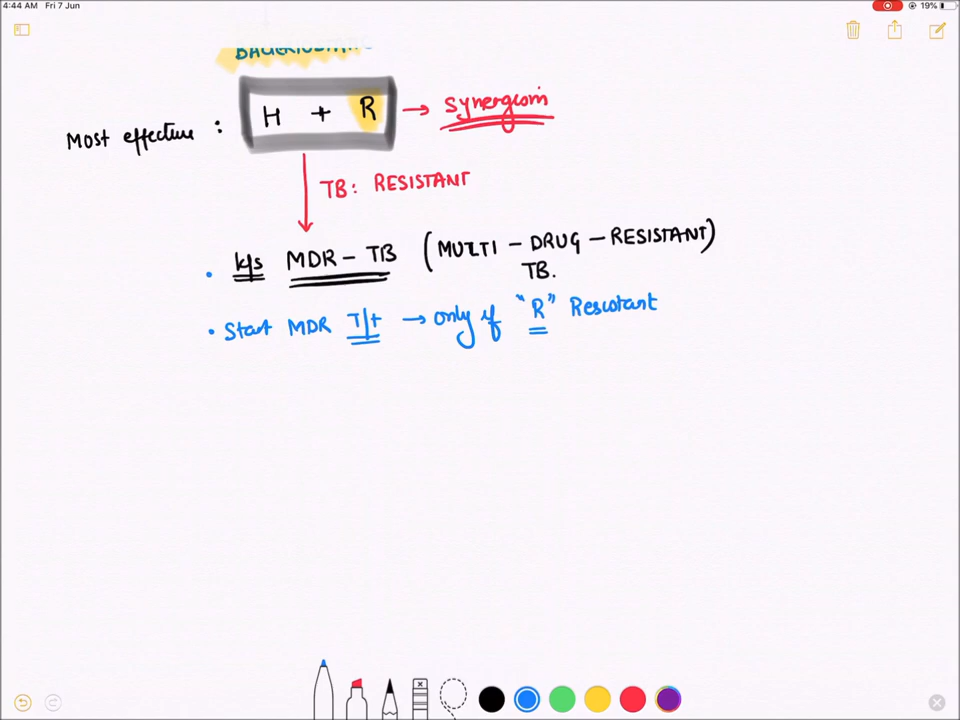 4:44 AM Fri 7 Jun
19%
Most effective : H + R → Synergism
TB: RESISTANT
• k/s MDR - TB (MULTI - DRUG - RESISTANT)
TB.
• Start MDR T/t → only if "R" Resistant